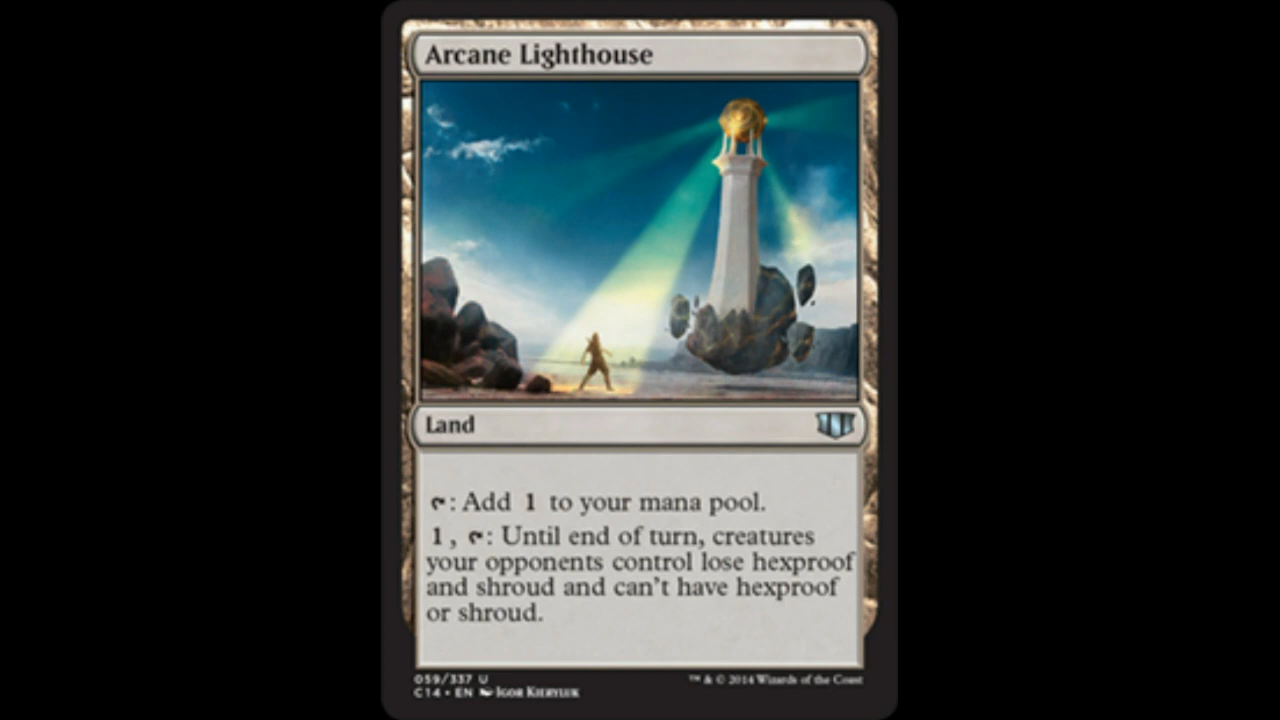 Arcane Lighthouse
Land
: Add 1 to your mana pool.
1, : Until end of turn, creatures
your opponents control lose hexproof
and shroud and can't have hexproof
or shroud.
059/337 U
™ & © 2014 Wizards of the Coast
C14 • EN Igor Kieryluk